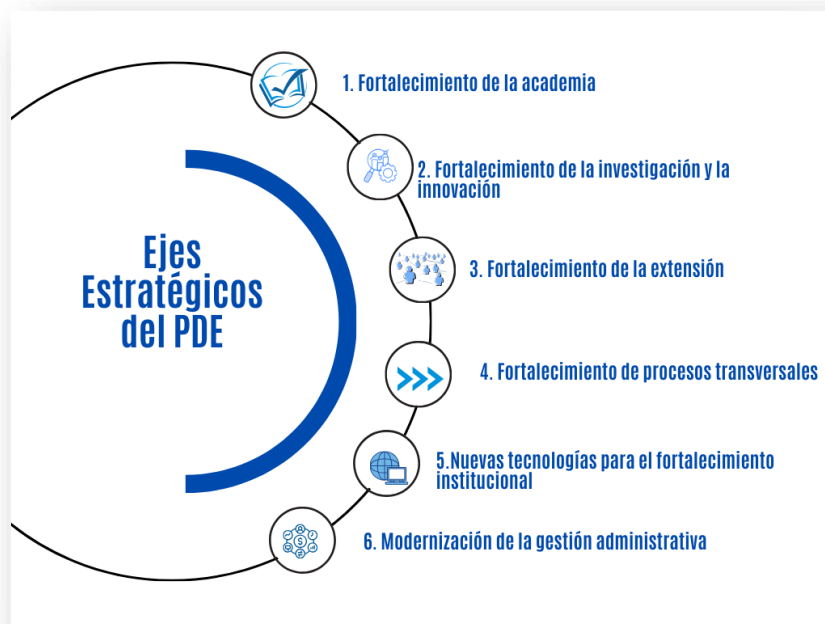 Ejes
Estratégicos
del PDE
1. Fortalecimiento de la academia
2. Fortalecimiento de la investigación y la
innovación
3. Fortalecimiento de la extensión
4. Fortalecimiento de procesos transversales
5.Nuevas tecnologías para el fortalecimiento
institucional
6. Modernización de la gestión administrativa